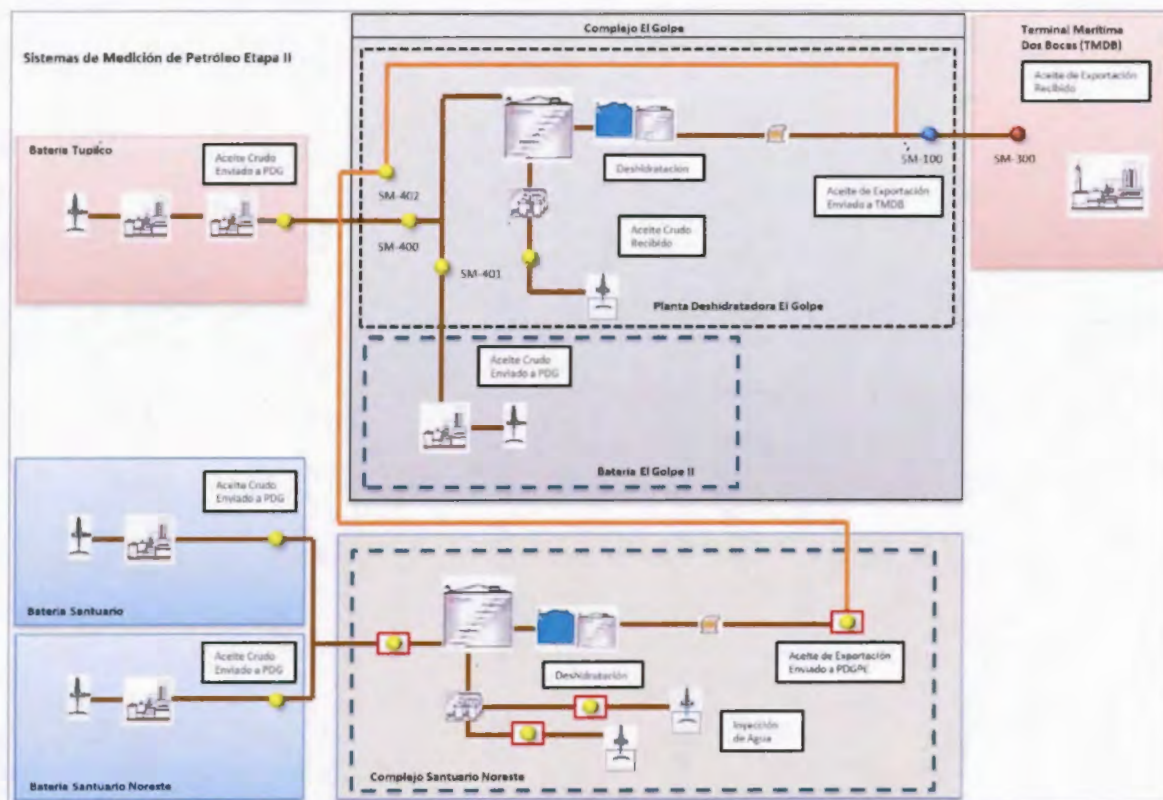 Sistemas de Medición de Petróleo Etapa II
Complejo El Golpe
Terminal Marítima
Dos Bocas (TMDB)
Aceite de Exportación
Recibido
Batería Tupilco
Aceite Crudo
Enviado a PDG
SM-402
SM-400
SM-401
Deshidratación
Aceite Crudo
Recibido
SM-100
SM-300
Aceite de Exportación
Enviado a TMDB
Planta Deshidratadora El Golpe
Aceite Crudo
Enviado a PDG
Batería El Golpe II
Aceite Crudo
Enviado a PDG
Batería Santuario
Aceite Crudo
Enviado a PDG
Batería Santuario Noreste
Deshidratación
Aceite de Exportación
Enviado a PDGPE
Inyección
de Agua
Complejo Santuario Noreste